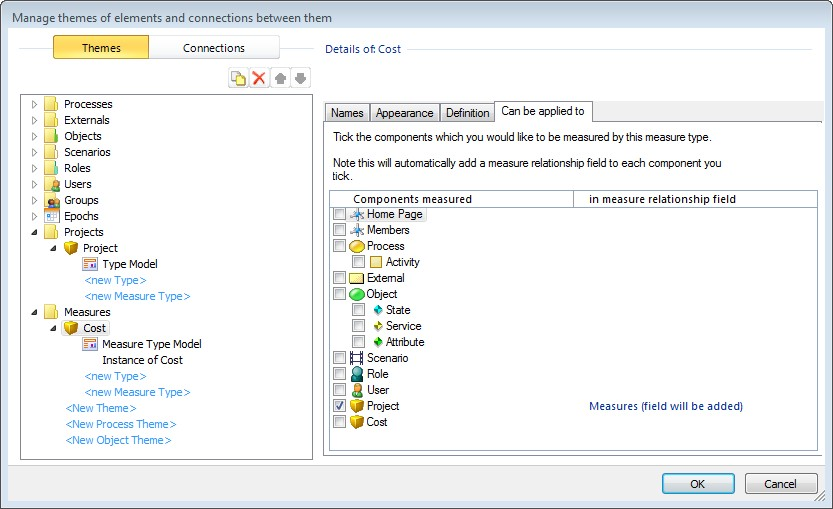 Manage themes of elements and connections between them
Themes
Connections
Processes
Externals
Objects
Scenarios
Roles
Users
Groups
Epochs
Projects
Project
Type Model
<new Type>
<new Measure Type>
Measures
Cost
Measure Type Model
Instance of Cost
<new Type>
<new Measure Type>
<New Theme>
<New Process Theme>
<New Object Theme>
Details of: Cost
Names
Appearance
Definition
Can be applied to
Tick the components which you would like to be measured by this measure type.
Note this will automatically add a measure relationship field to each component you
tick.
Components measured
in measure relationship field
Home Page
Members
Process
Activity
External
Object
State
Service
Attribute
Scenario
Role
User
Project
Measures (field will be added)
Cost
OK
Cancel